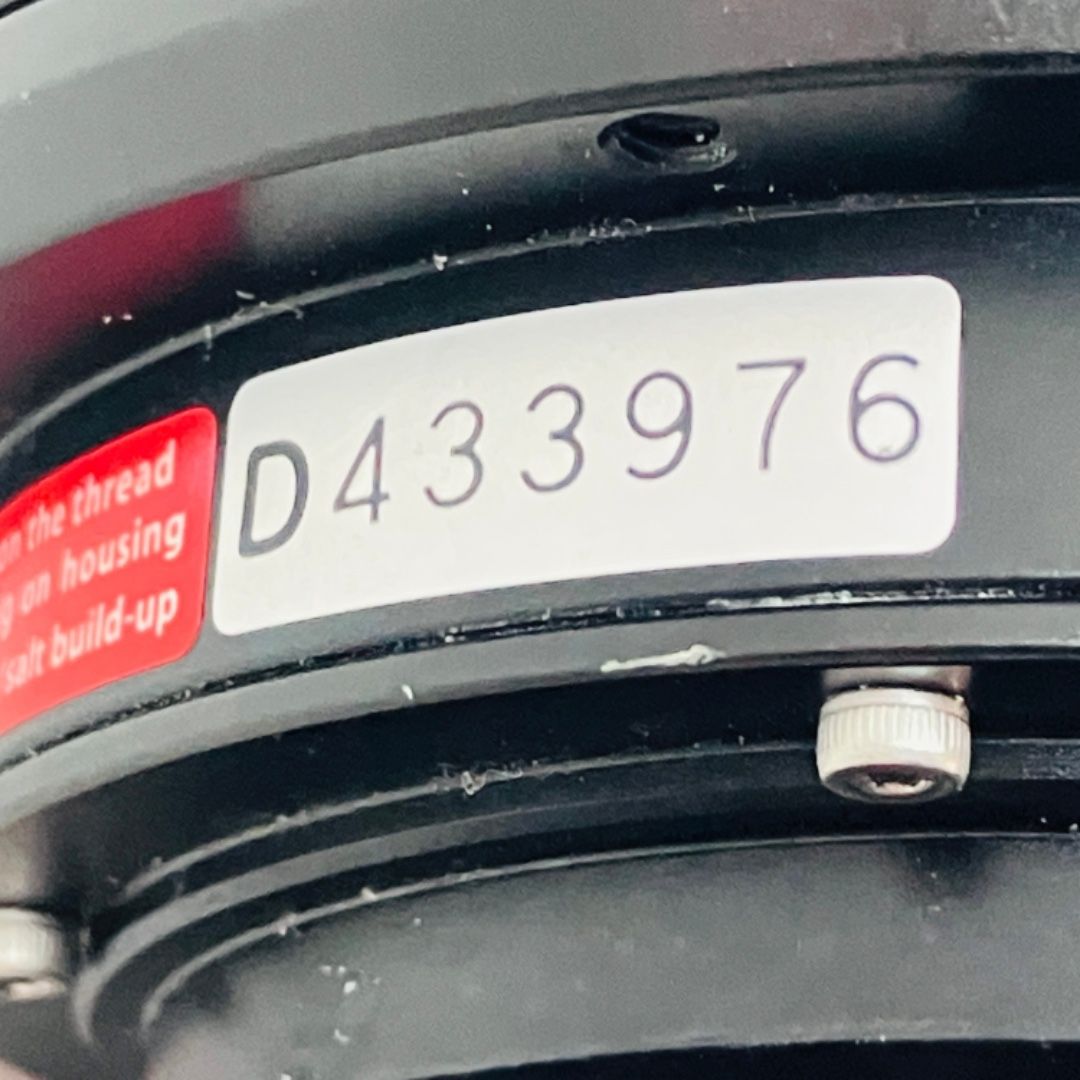 on the thread
g on housing
salt build-up
D433976